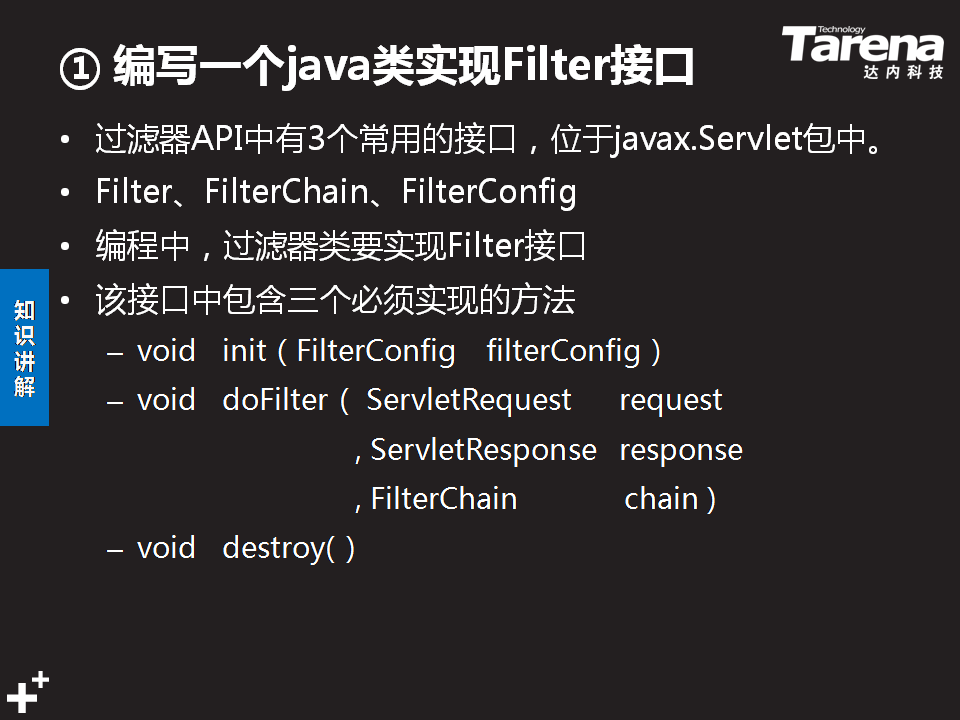 ① 编写一个java类实现Filter接口
Technology
Tarena
达内科技
• 过滤器API中有3个常用的接口，位于javax.Servlet包中。
• Filter、FilterChain、FilterConfig
• 编程中，过滤器类要实现Filter接口
• 该接口中包含三个必须实现的方法
– void init ( FilterConfig filterConfig )
– void doFilter ( ServletRequest request
, ServletResponse response
, FilterChain chain )
– void destroy( )
知识讲解